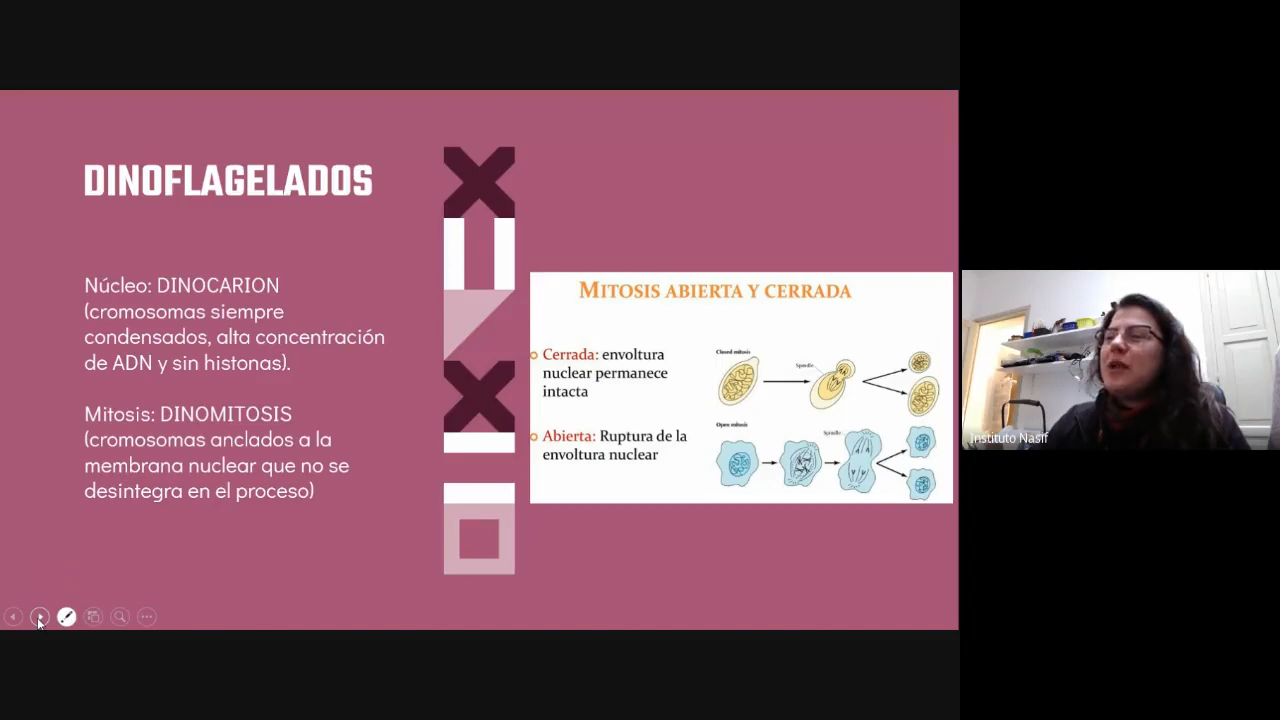 DINOFLAGELADOS
Núcleo: DINOCARION
(cromosomas siempre
condensados, alta concentración
de ADN y sin histonas).
Mitosis: DINOMITOSIS
(cromosomas anclados a la
membrana nuclear que no se
desintegra en el proceso)
MITOSIS ABIERTA Y CERRADA
Cerrada: envoltura
nuclear permanece
intacta
Abierta: Ruptura de la
envoltura nuclear
Closed mitosis
Spindle
Open mitosis
Spindle
Instituto Nasif